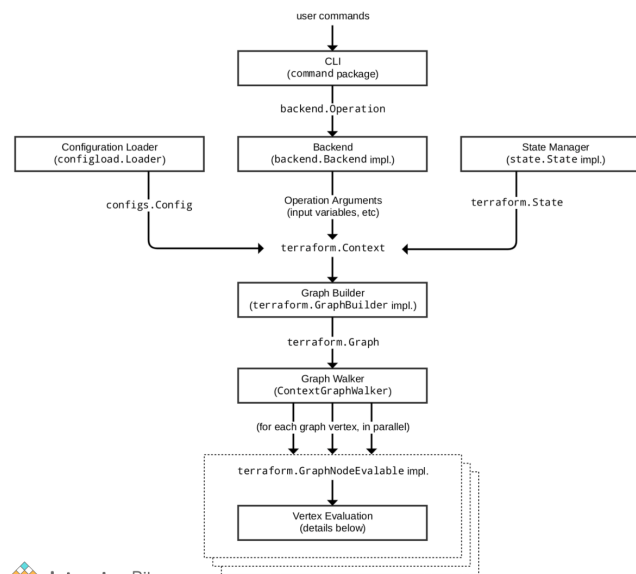 user commands
CLI
(command package)
backend.Operation
Configuration Loader
(configload.Loader)
Backend
(backend.Backend impl.)
State Manager
(state.State impl.)
configs.Config
Operation Arguments
(input variables, etc)
terraform.State
terraform.Context
Graph Builder
(terraform.GraphBuilder impl.)
terraform.Graph
Graph Walker
(ContextGraphWalker)
(for each graph vertex, in parallel)
terraform.GraphNodeEvalable impl.
Vertex Evaluation
(details below)